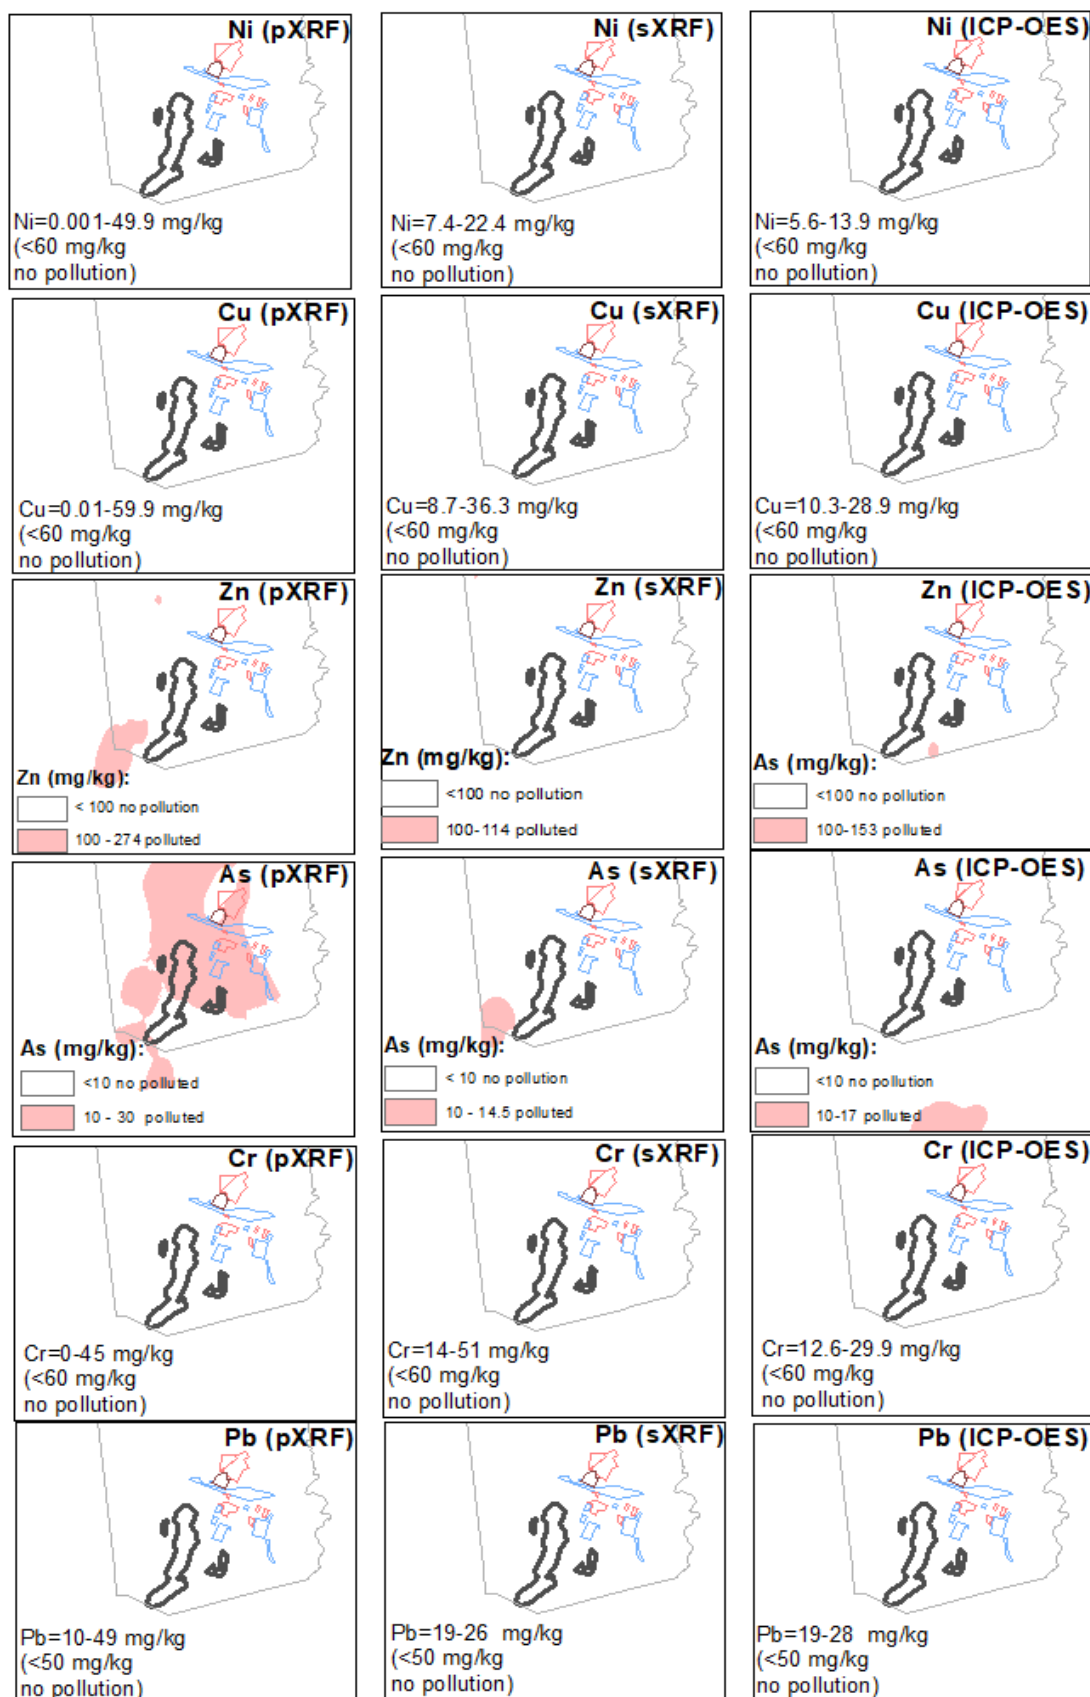 Ni (pXRF)
Ni=0.001-49.9 mg/kg
(<60 mg/kg
no pollution)
Ni (sXRF)
Ni=7.4-22.4 mg/kg
(<60 mg/kg
no pollution)
Ni (ICP-OES)
Ni=5.6-13.9 mg/kg
(<60 mg/kg
no pollution)
Cu (pXRF)
Cu=0.01-59.9 mg/kg
(<60 mg/kg
no pollution)
Cu (sXRF)
Cu=8.7-36.3 mg/kg
(<60 mg/kg
no pollution)
Cu (ICP-OES)
Cu=10.3-28.9 mg/kg
(<60 mg/kg
no pollution)
Zn (pXRF)
Zn (mg/kg):
< 100 no pollution
100 - 274 polluted
Zn (sXRF)
Zn (mg/kg):
<100 no pollution
100-114 polluted
Zn (ICP-OES)
As (mg/kg):
<100 no pollution
100-153 polluted
As (pXRF)
As (mg/kg):
<10 no polluted
10 - 30 polluted
As (sXRF)
As (mg/kg):
< 10 no pollution
10 - 14.5 polluted
As (ICP-OES)
As (mg/kg):
<10 no pollution
10-17 polluted
Cr (pXRF)
Cr=0-45 mg/kg
(<60 mg/kg
no pollution)
Cr (sXRF)
Cr=14-51 mg/kg
(<60 mg/kg
no pollution)
Cr (ICP-OES)
Cr=12.6-29.9 mg/kg
(<60 mg/kg
no pollution)
Pb (pXRF)
Pb=10-49 mg/kg
(<50 mg/kg
no pollution)
Pb (sXRF)
Pb=19-26 mg/kg
(<50 mg/kg
no pollution)
Pb (ICP-OES)
Pb=19-28 mg/kg
(<50 mg/kg
no pollution)